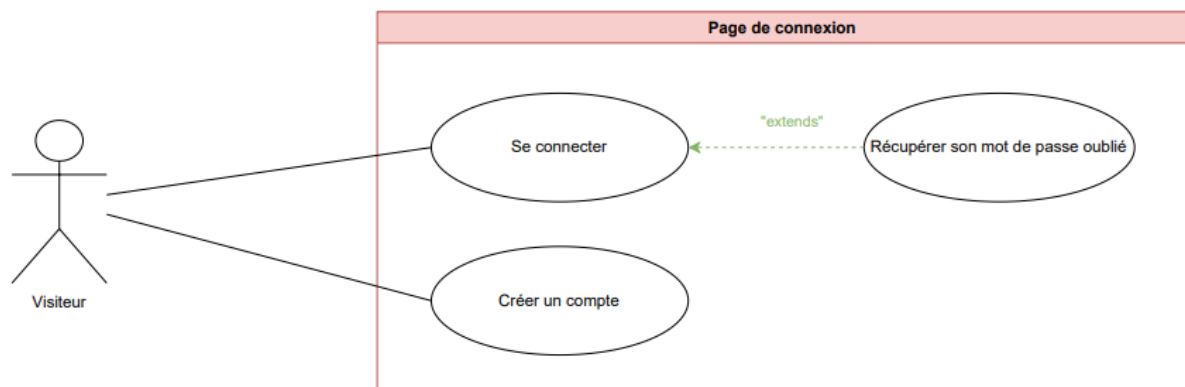 Page de connexion
Se connecter
"extends"
Récupérer son mot de passe oublié
Créer un compte
Visiteur